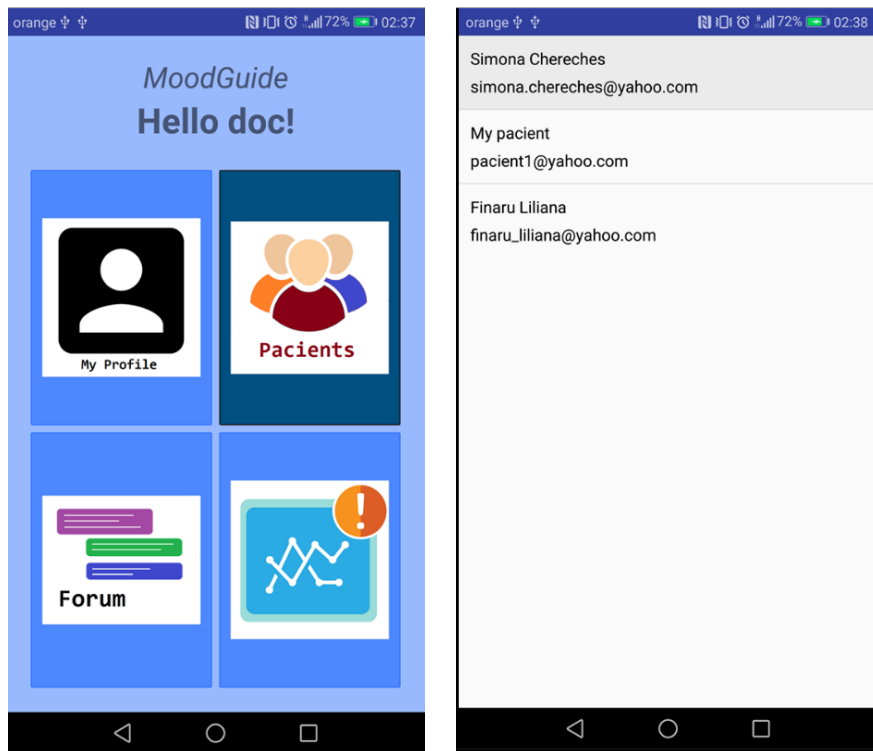 orange 72% 02:37
MoodGuide
Hello doc!
My Profile
Pacients
Forum
!
orange 72% 02:38
Simona Chereches
simona.chereches@yahoo.com
My pacient
pacient1@yahoo.com
Finaru Liliana
finaru_liliana@yahoo.com